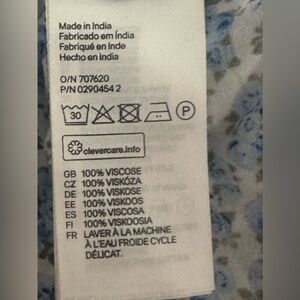 Made in India
Fabricado em Índia
Fabriqué en Inde
Hecho en India
O/N 707620
P/N 0290454 2
30
P
clevercare.info
GB 100% VISCOSE
CZ 100% VISKÓZA
DE 100% VISKOSE
EE 100% VISKOOS
ES 100% VISCOSA
FI 100% VISKOOSIA
FR LAVER À LA MACHINE
À L'EAU FROIDE CYCLE
DÉLICAT.